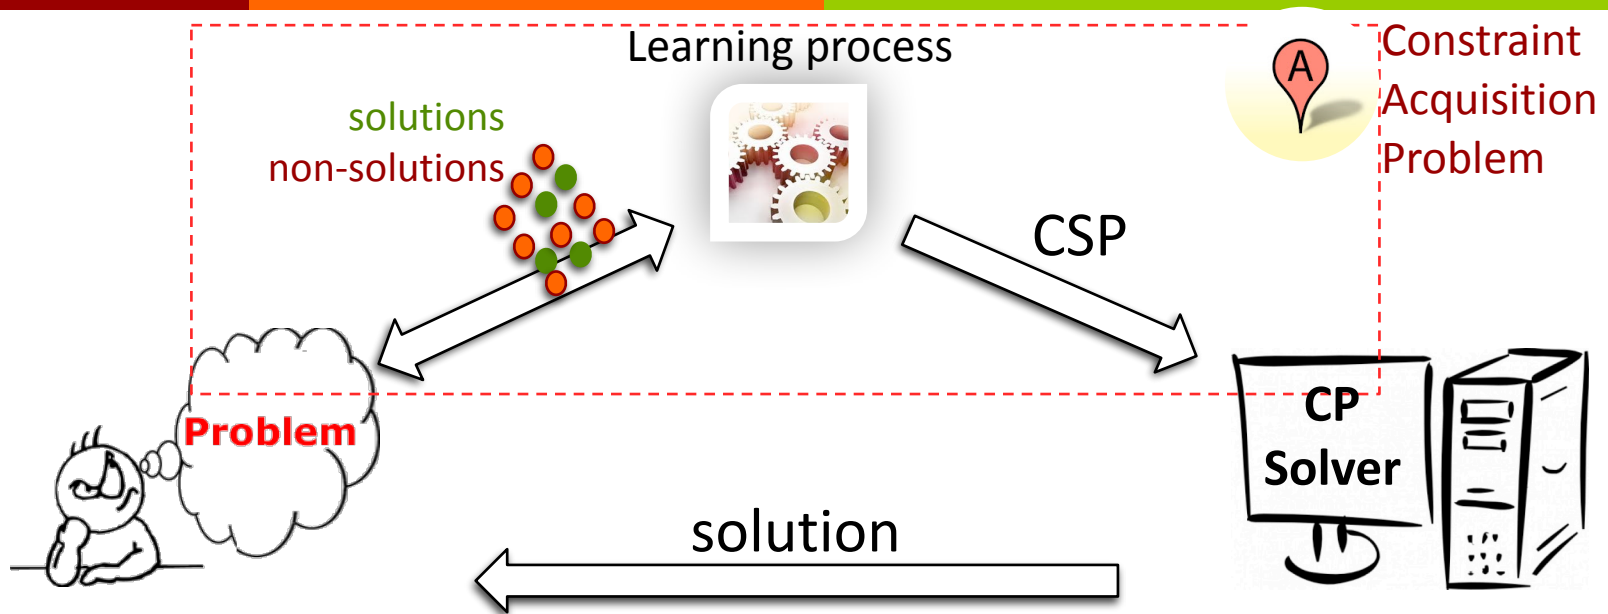 Learning process
A
Constraint
Acquisition
Problem
solutions
non-solutions
CSP
Problem
CP
Solver
solution